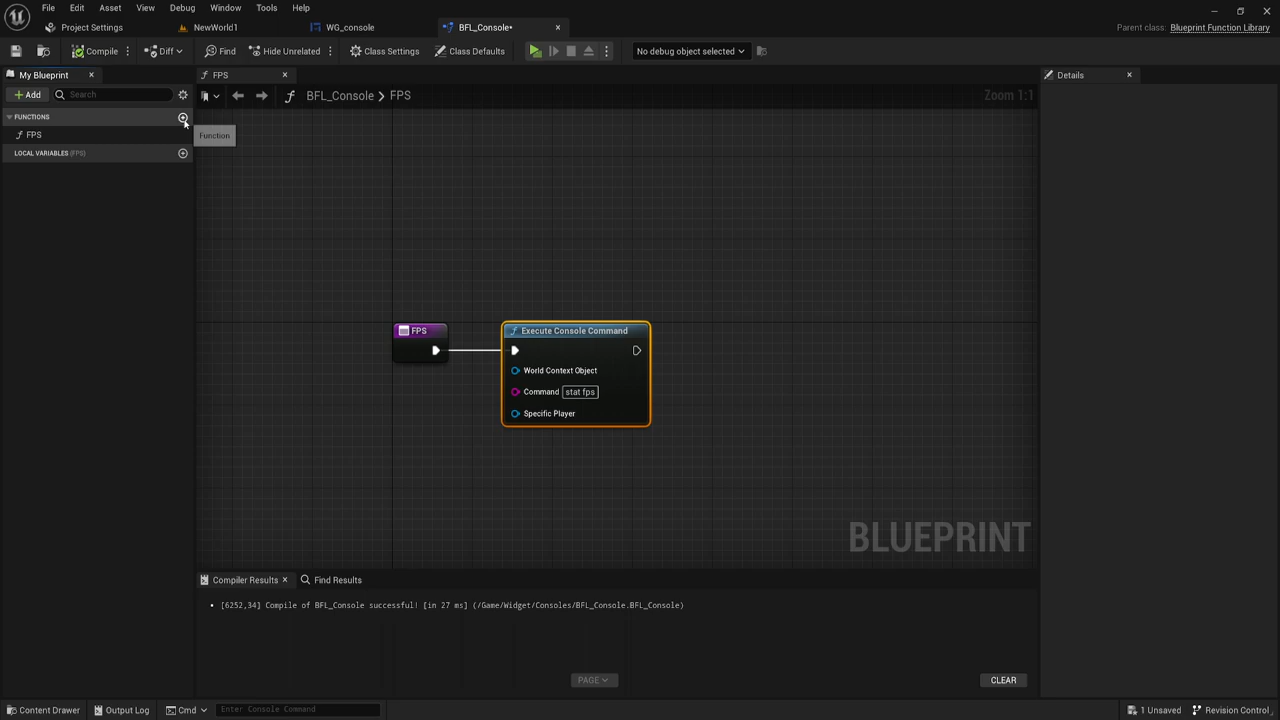 File Edit Asset View Debug Window Tools Help
Project Settings NewWorld1 WG_console BFL_Console•
Parent class: Blueprint Function Library
Compile Diff Find Hide Unrelated Class Settings Class Defaults No debug object selected
My Blueprint FPS Details
+ Add Search BFL_Console > FPS Zoom 1:1
FUNCTIONS
FPS
Function
LOCAL VARIABLES (FPS)
FPS Execute Console Command
World Context Object
Command stat fps
Specific Player
BLUEPRINT
Compiler Results Find Results
[6252,34] Compile of BFL_Console successful! [in 27 ms] (/Game/Widget/Consoles/BFL_Console.BFL_Console)
PAGE CLEAR
Content Drawer Output Log Cmd Enter Console Command 1 Unsaved Revision Control